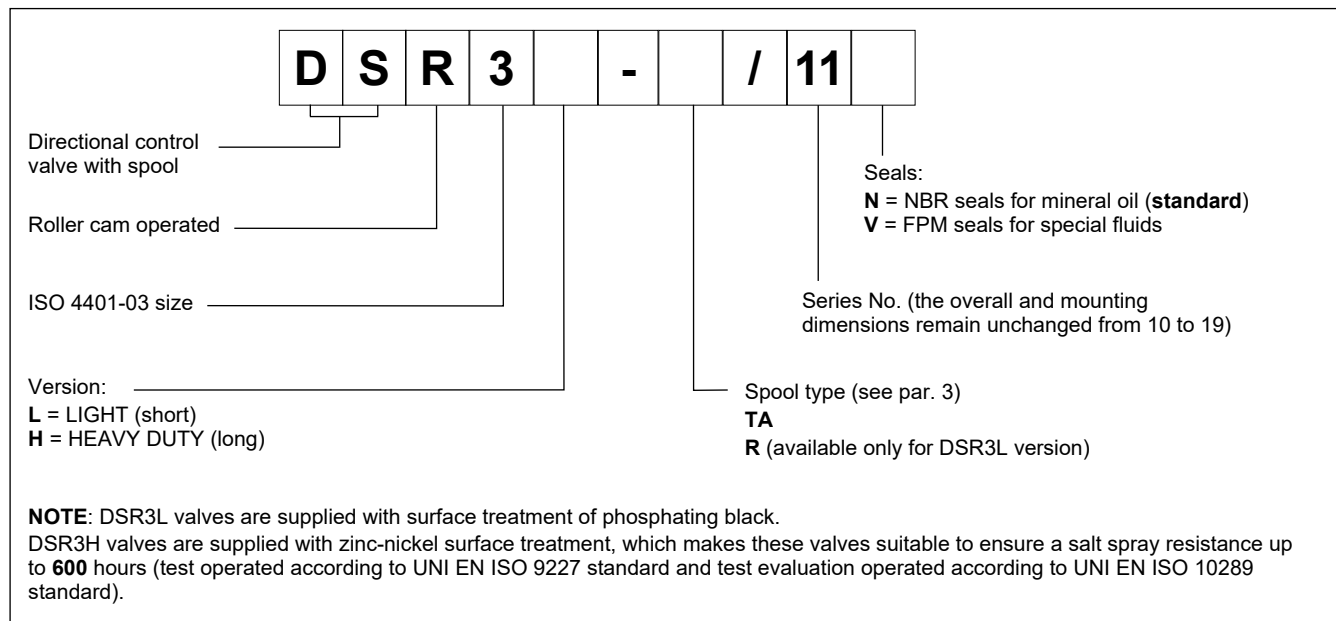 D S R 3 - / 11
Directional control
valve with spool
Roller cam operated
ISO 4401-03 size
Version:
L = LIGHT (short)
H = HEAVY DUTY (long)
Seals:
N = NBR seals for mineral oil (standard)
V = FPM seals for special fluids
Series No. (the overall and mounting
dimensions remain unchanged from 10 to 19)
Spool type (see par. 3)
TA
R (available only for DSR3L version)
NOTE: DSR3L valves are supplied with surface treatment of phosphating black.
DSR3H valves are supplied with zinc-nickel surface treatment, which makes these valves suitable to ensure a salt spray resistance up
to 600 hours (test operated according to UNI EN ISO 9227 standard and test evaluation operated according to UNI EN ISO 10289
standard).